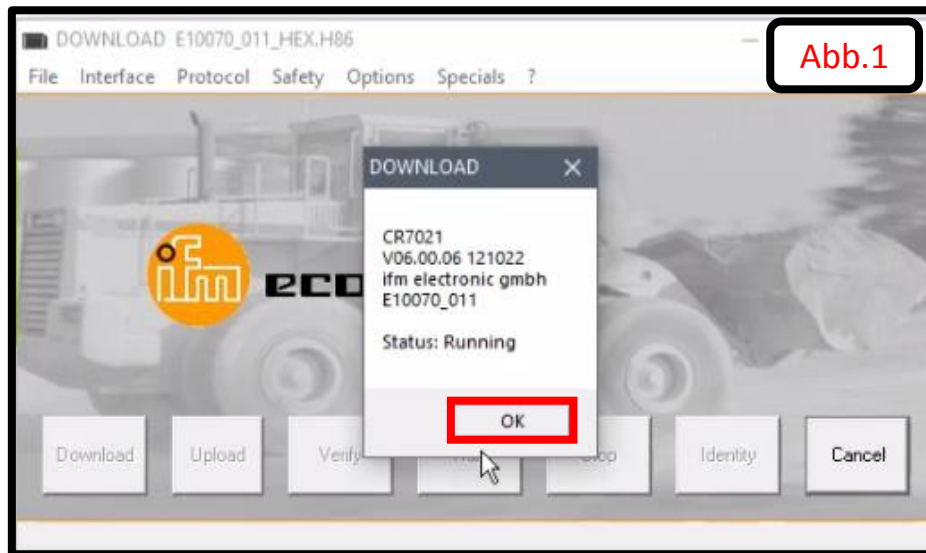 DOWNLOAD E10070_011_HEX.H86
Abb.1
File Interface Protocol Safety Options Specials ?
DOWNLOAD
CR7021
V06.00.06 121022
ifm electronic gmbh
E10070_011
Status: Running
OK
ifm
Download Upload Verify Identity Cancel